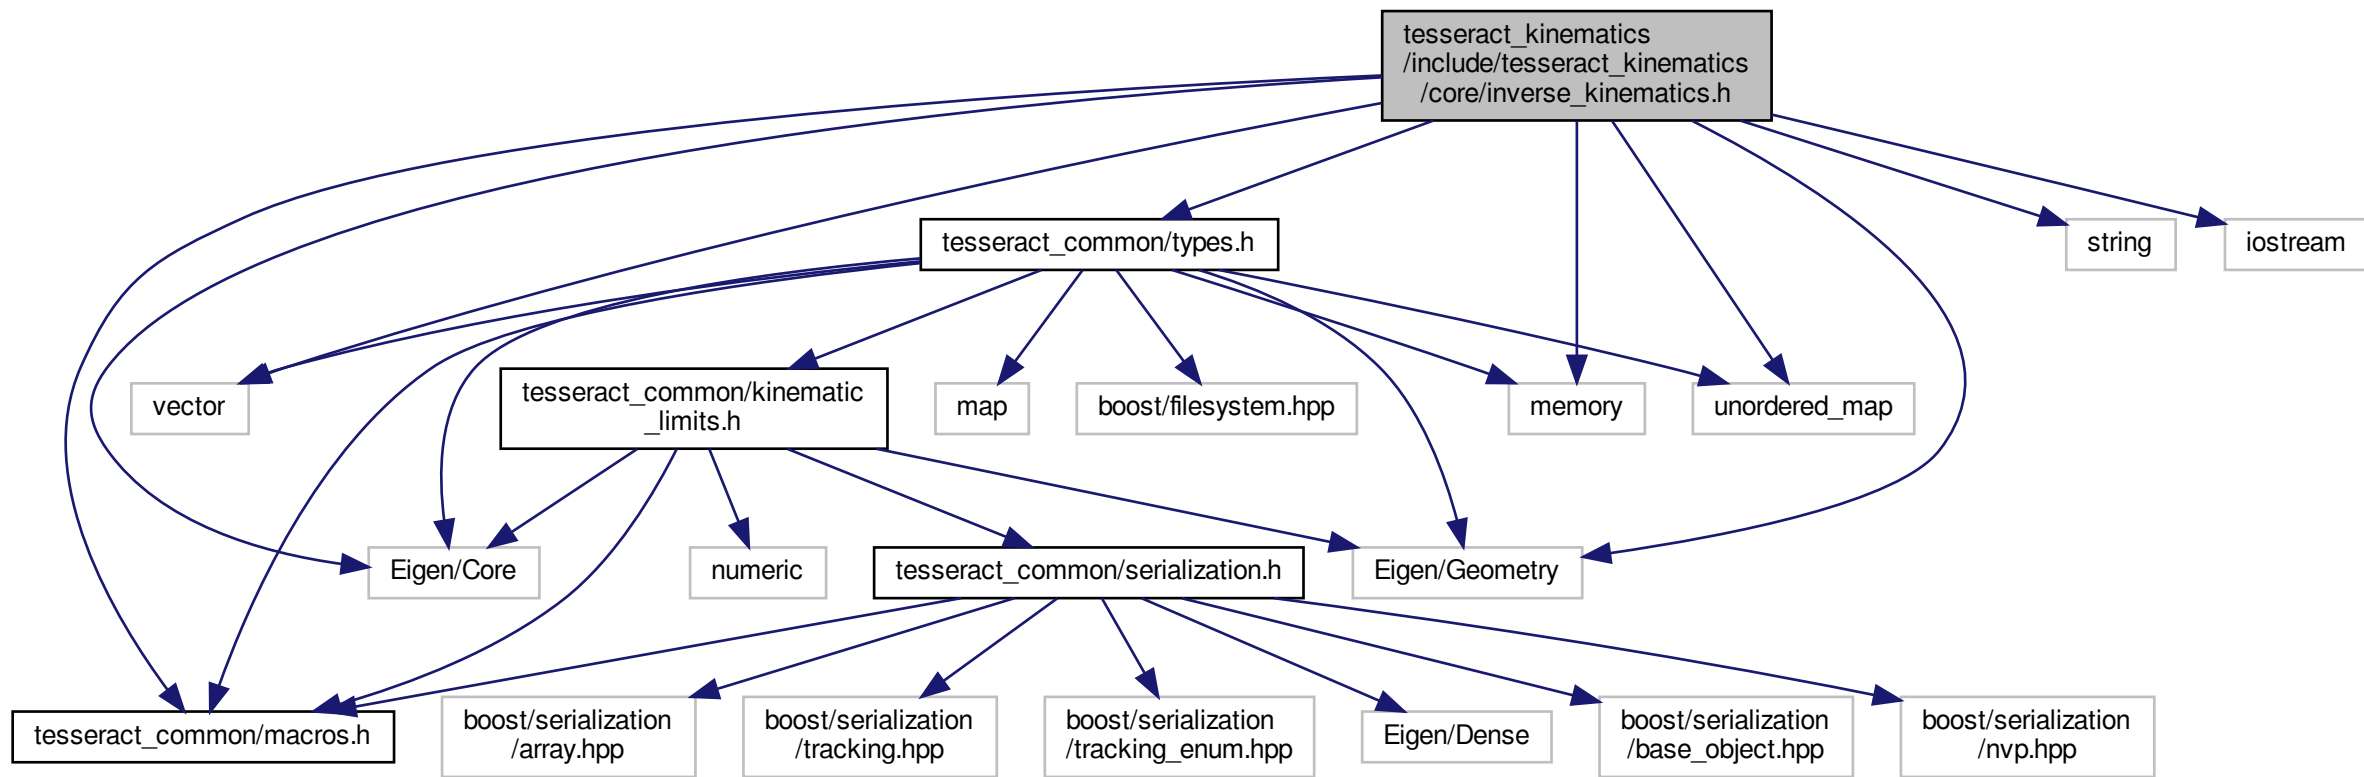 tesseract_kinematics
/include/tesseract_kinematics
/core/inverse_kinematics.h
tesseract_common/types.h
string
iostream
vector
tesseract_common/kinematic
_limits.h
map
boost/filesystem.hpp
memory
unordered_map
Eigen/Core
numeric
tesseract_common/serialization.h
Eigen/Geometry
tesseract_common/macros.h
boost/serialization
/array.hpp
boost/serialization
/tracking.hpp
boost/serialization
/tracking_enum.hpp
Eigen/Dense
boost/serialization
/base_object.hpp
boost/serialization
/nvp.hpp